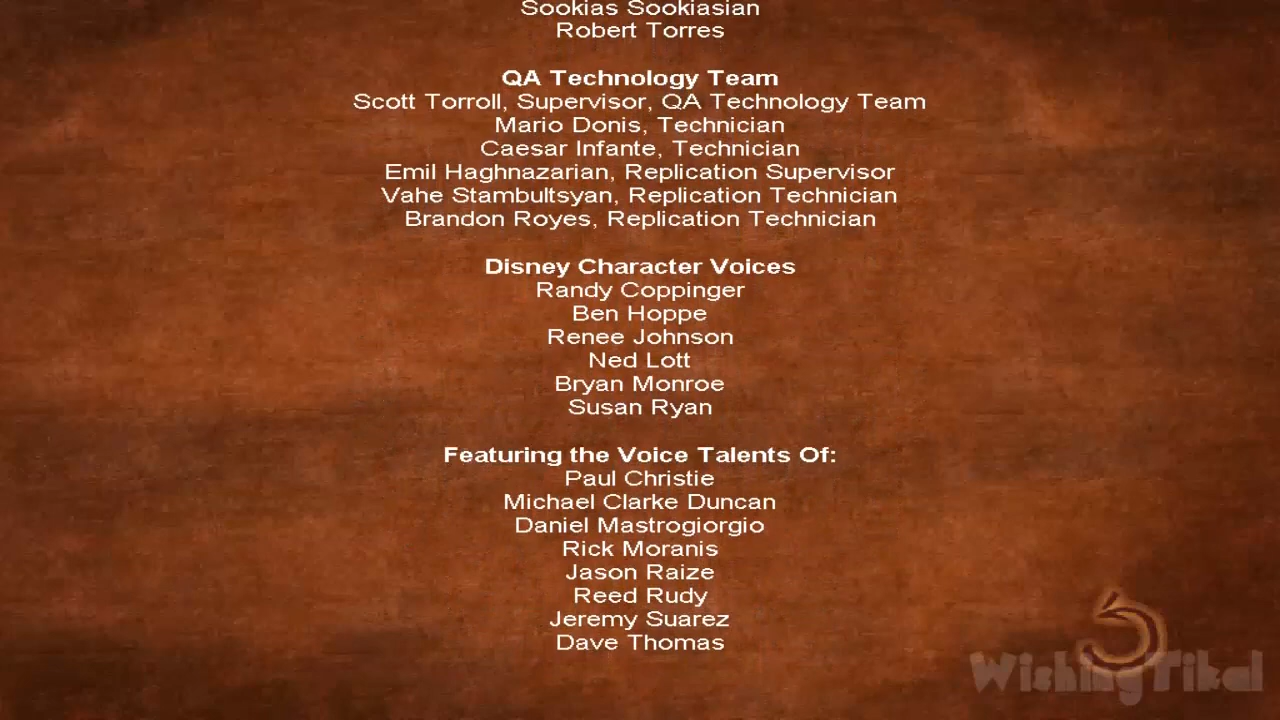 Sookias Sookiasian
Robert Torres
QA Technology Team
Scott Torroll, Supervisor, QA Technology Team
Mario Donis, Technician
Caesar Infante, Technician
Emil Haghnazarian, Replication Supervisor
Vahe Stambultsyan, Replication Technician
Brandon Royes, Replication Technician
Disney Character Voices
Randy Coppinger
Ben Hoppe
Renee Johnson
Ned Lott
Bryan Monroe
Susan Ryan
Featuring the Voice Talents Of:
Paul Christie
Michael Clarke Duncan
Daniel Mastrogiorgio
Rick Moranis
Jason Raize
Reed Rudy
Jeremy Suarez
Dave Thomas
WishingTikal